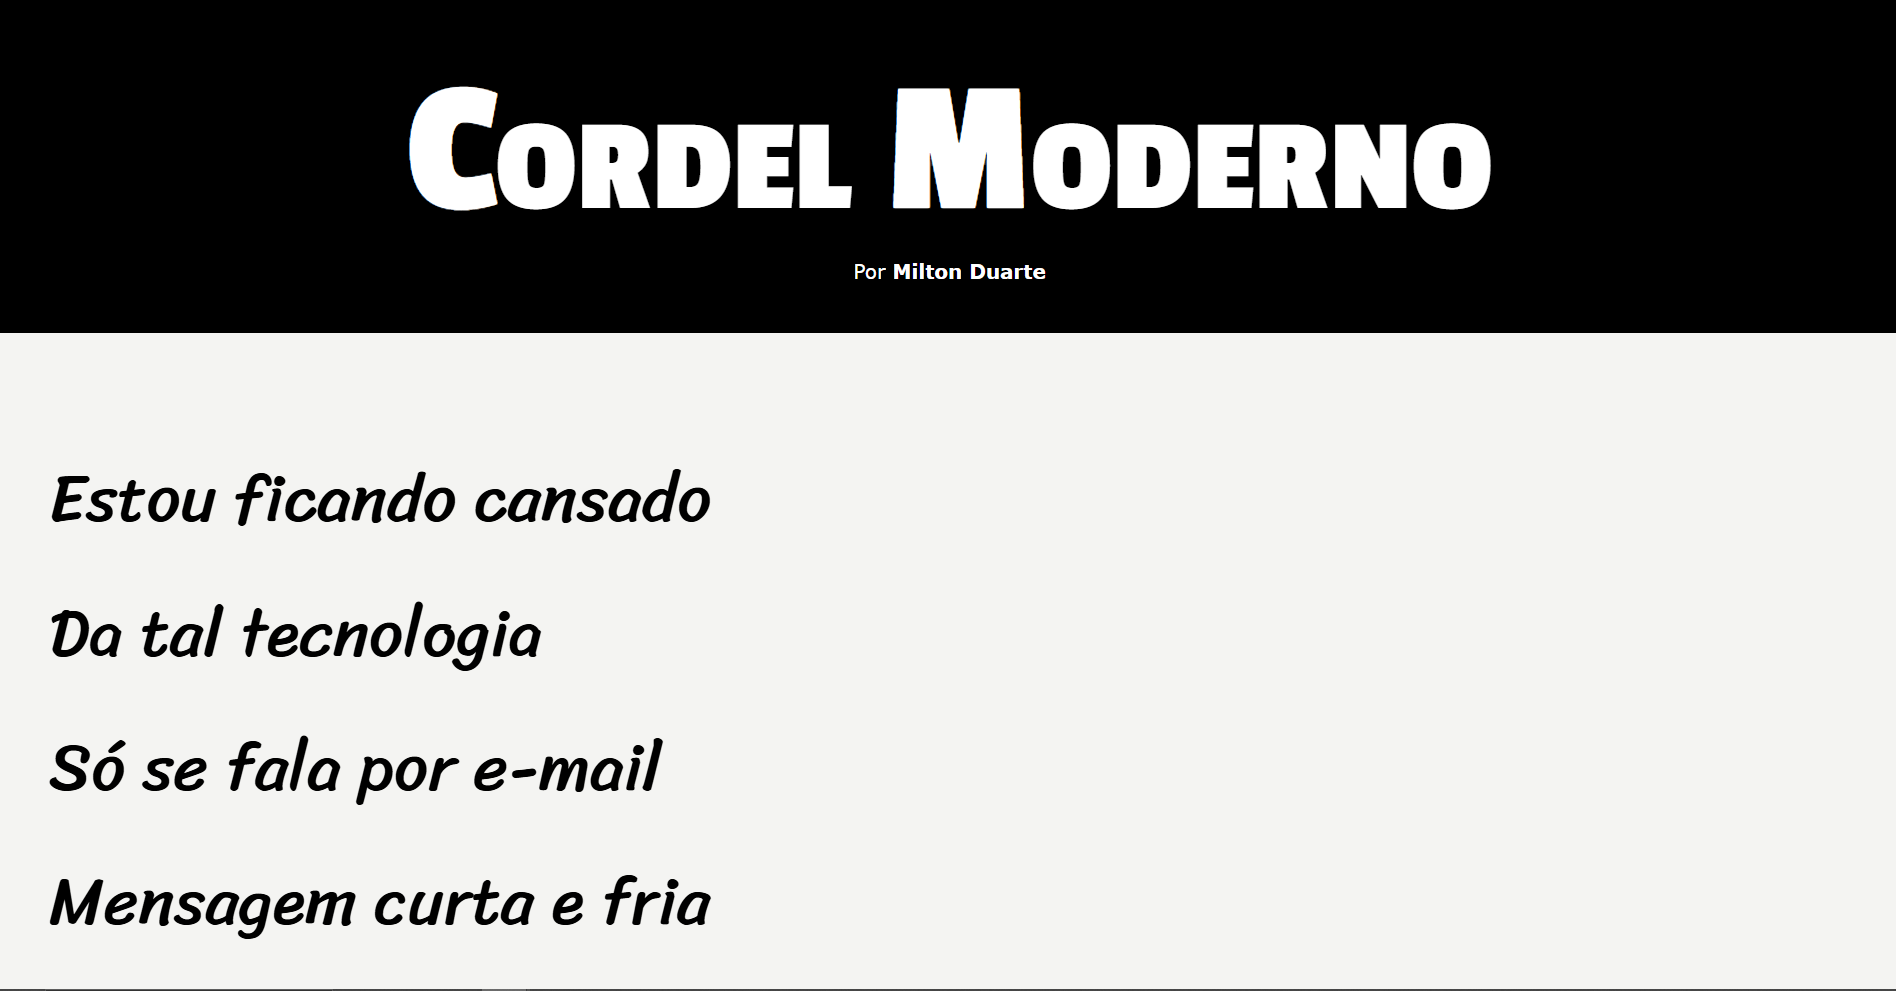 Cordel Moderno
Por Milton Duarte
Estou ficando cansado
Da tal tecnologia
Só se fala por e-mail
Mensagem curta e fria